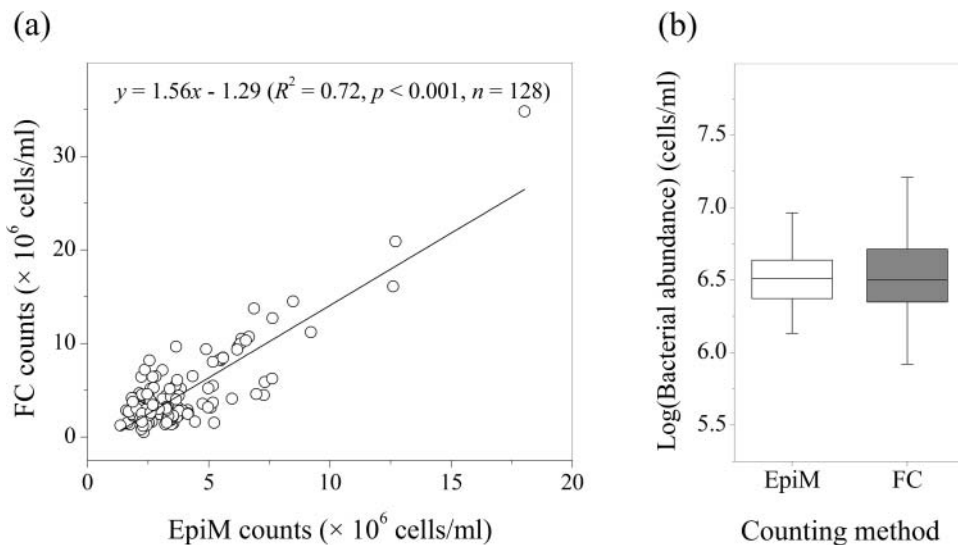 (a)
y = 1.56x - 1.29 (R² = 0.72, p < 0.001, n = 128)
FC counts (× 10⁶ cells/ml)
30
20
10
0
0 5 10 15 20
EpiM counts (× 10⁶ cells/ml)
(b)
Log(Bacterial abundance) (cells/ml)
7.5
7.0
6.5
6.0
5.5
EpiM FC
Counting method